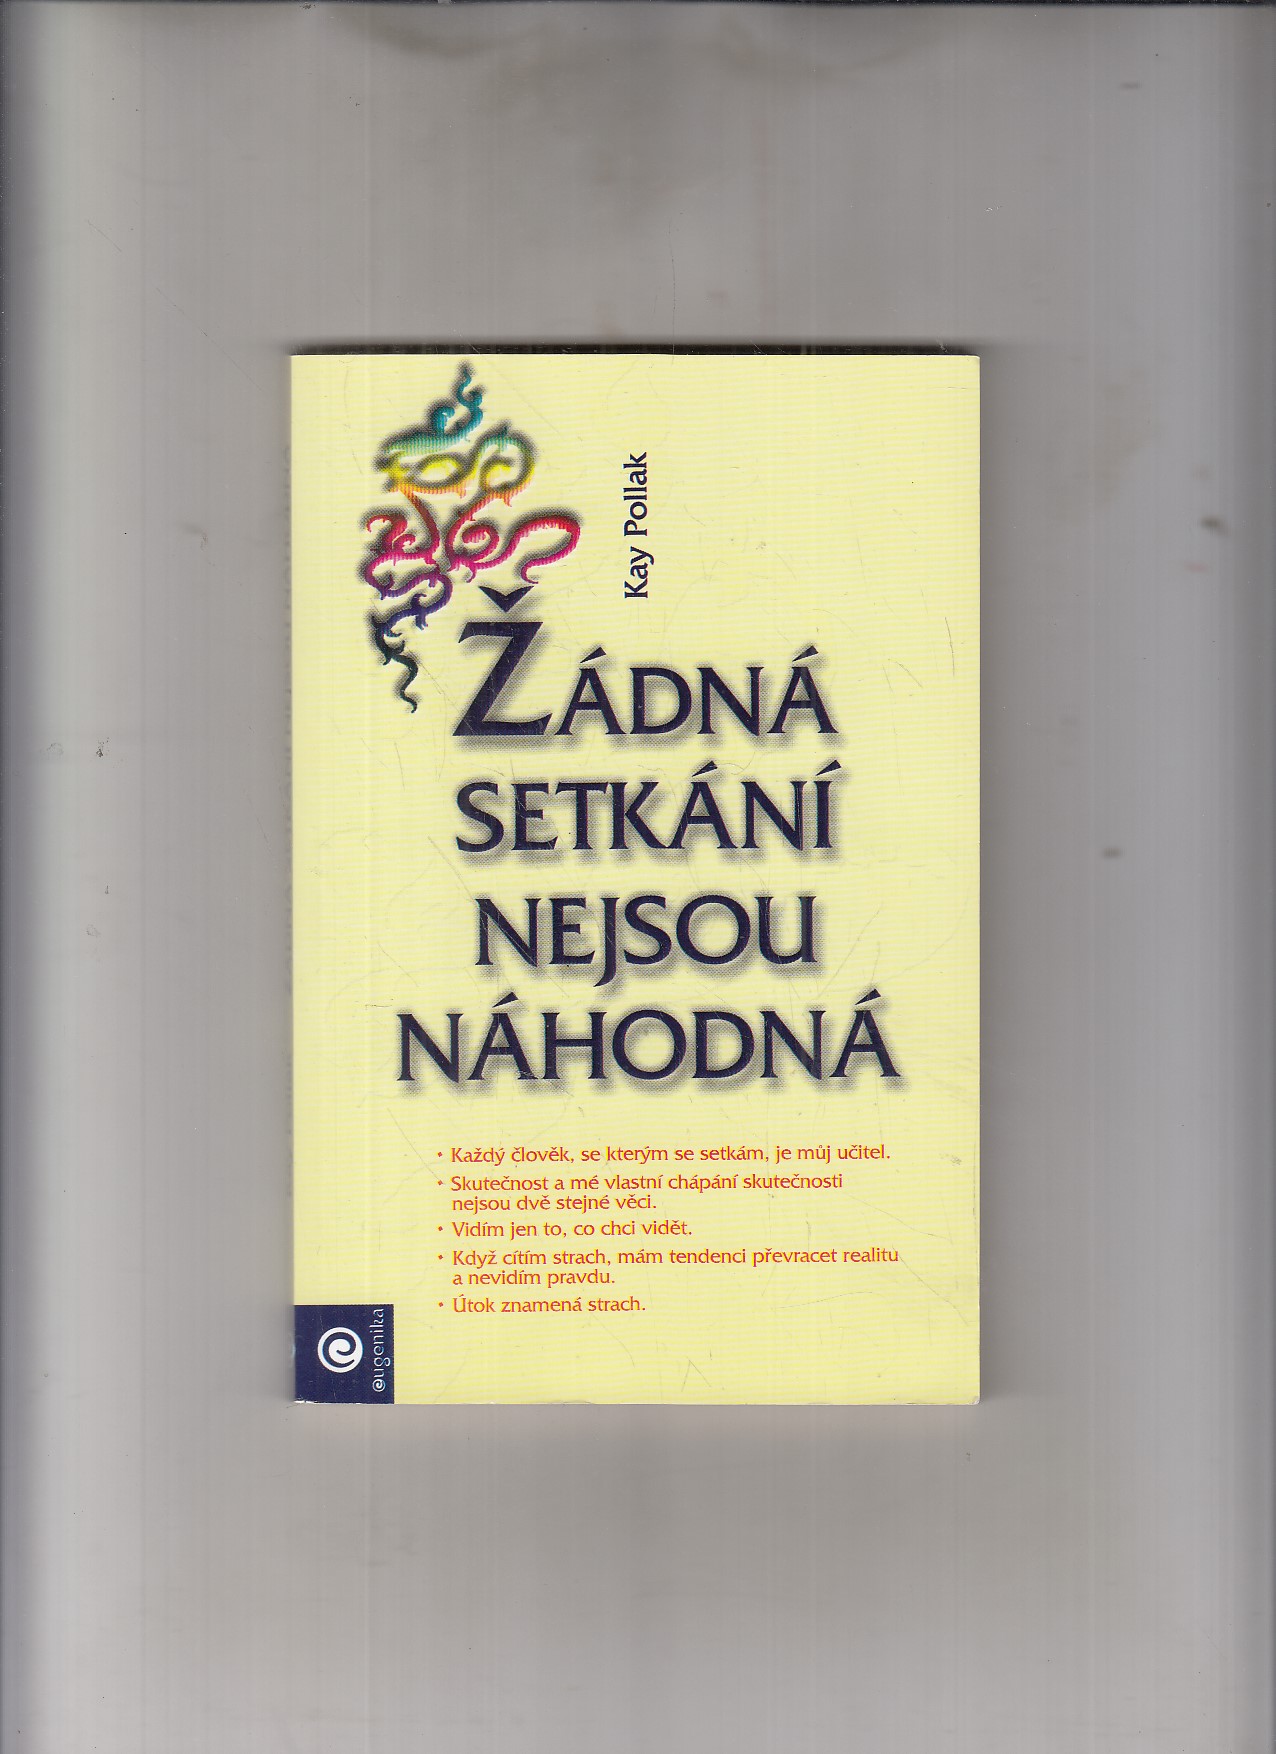 Kay Pollak
ŽÁDNÁ
SETKÁNÍ
NEJSOU
NÁHODNÁ
• Každý člověk, se kterým se setkám, je můj učitel.
• Skutečnost a mé vlastní chápání skutečnosti
nejsou dvě stejné věci.
• Vidím jen to, co chci vidět.
• Když cítím strach, mám tendenci převracet realitu
a nevidím pravdu.
• Útok znamená strach.
eugenika